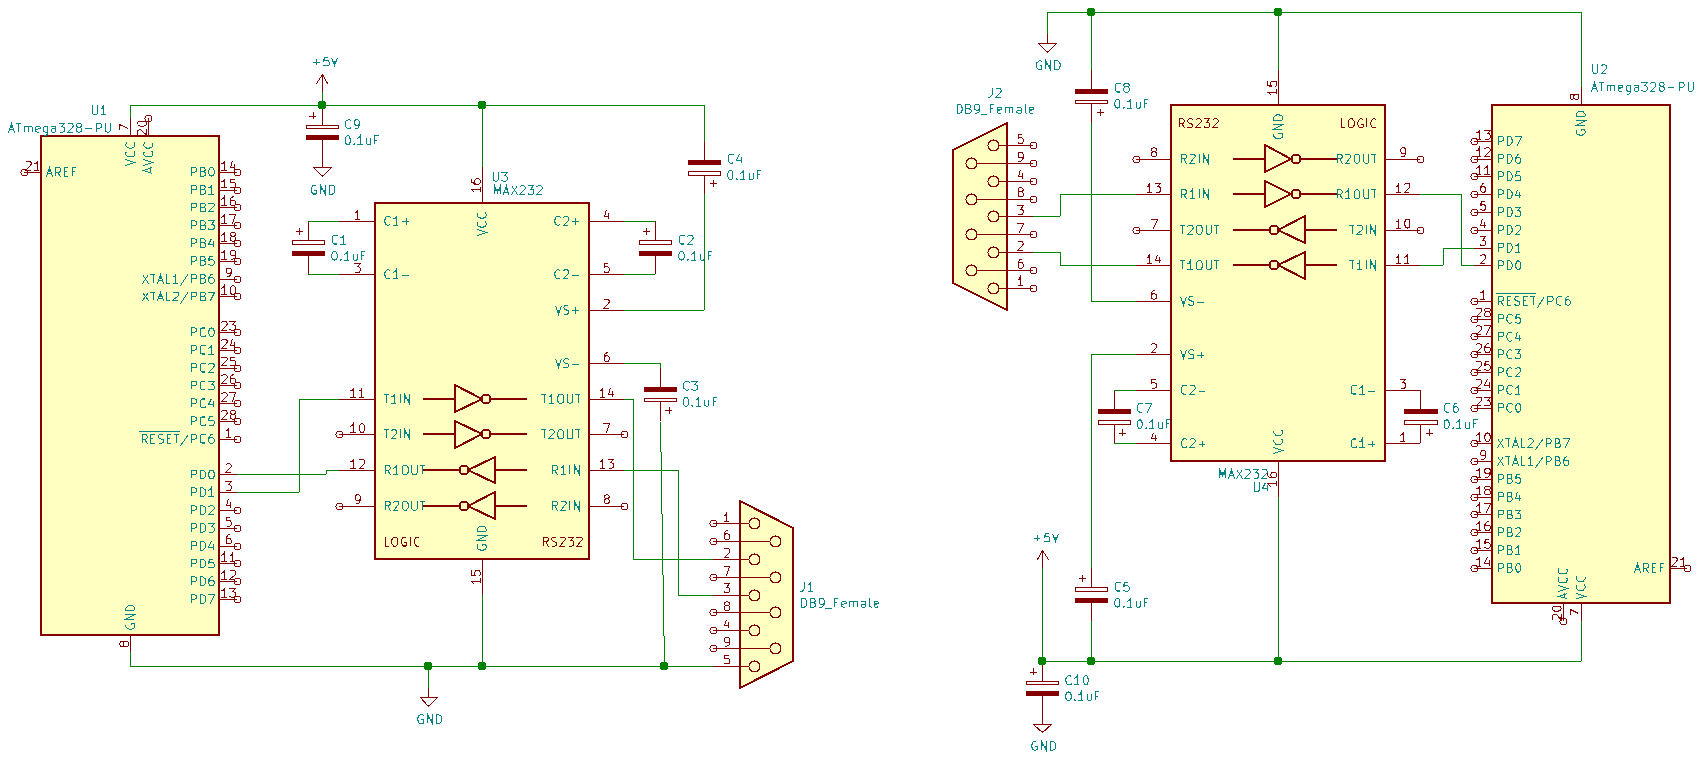 U1
ATmega328-PU
7
VCC
20
AVCC
21
AREF
PB0 14
PB1 15
PB2 16
PB3 17
PB4 18
PB5 19
XTAL1/PB6 9
XTAL2/PB7 10
PC0 23
PC1 24
PC2 25
PC3 26
PC4 27
PC5 28
RESET/PC6 1
PD0 2
PD1 3
PD2 4
PD3 5
PD4 6
PD5 11
PD6 12
PD7 13
GND
8
+5V
+
C9
0.1uF
GND
U3
MAX232
16
VCC
1 C1+
3 C1-
+
C1
0.1uF
C2+ 4
C2- 5
+
C2
0.1uF
C4
0.1uF
+
VS+ 2
VS- 6
C3
0.1uF
+
11 T1IN
T1OUT 14
10 T2IN
T2OUT 7
12 R1OUT
R1IN 13
9 R2OUT
R2IN 8
LOGIC
GND
RS232
15
GND
1
6
2
7
3
8
4
9
5
J1
DB9_Female
GND
C8
0.1uF
+
J2
DB9_Female
5
9
4
8
3
7
2
6
1
15
RS232
GND
LOGIC
8 R2IN
R2OUT 9
13 R1IN
R1OUT 12
7 T2OUT
T2IN 10
14 T1OUT
T1IN 11
6 VS-
2 VS+
5 C2-
C1- 3
C7
0.1uF
+
C6
0.1uF
+
4 C2+
VCC
C1+ 1
MAX232
U4
16
+5V
+
C5
0.1uF
+
C10
0.1uF
GND
U2
ATmega328-PU
8
GND
13 PD7
12 PD6
11 PD5
6 PD4
5 PD3
4 PD2
3 PD1
2 PD0
1 RESET/PC6
28 PC5
27 PC4
26 PC3
25 PC2
24 PC1
23 PC0
10 XTAL2/PB7
9 XTAL1/PB6
19 PB5
18 PB4
17 PB3
16 PB2
15 PB1
14 PB0
AREF 21
AVCC
VCC
20
7